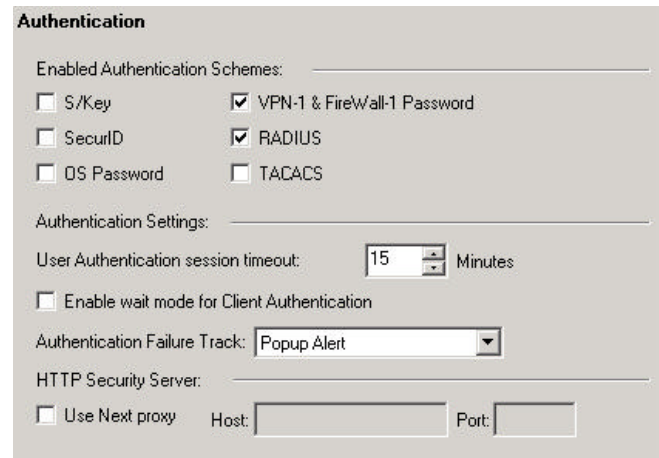 Authentication
Enabled Authentication Schemes:
S/Key VPN-1 & FireWall-1 Password
SecurID RADIUS
OS Password TACACS
Authentication Settings:
User Authentication session timeout: 15 Minutes
Enable wait mode for Client Authentication
Authentication Failure Track: Popup Alert
HTTP Security Server:
Use Next proxy Host: Port: